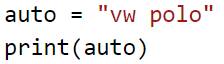 auto = "vw polo"
print(auto)